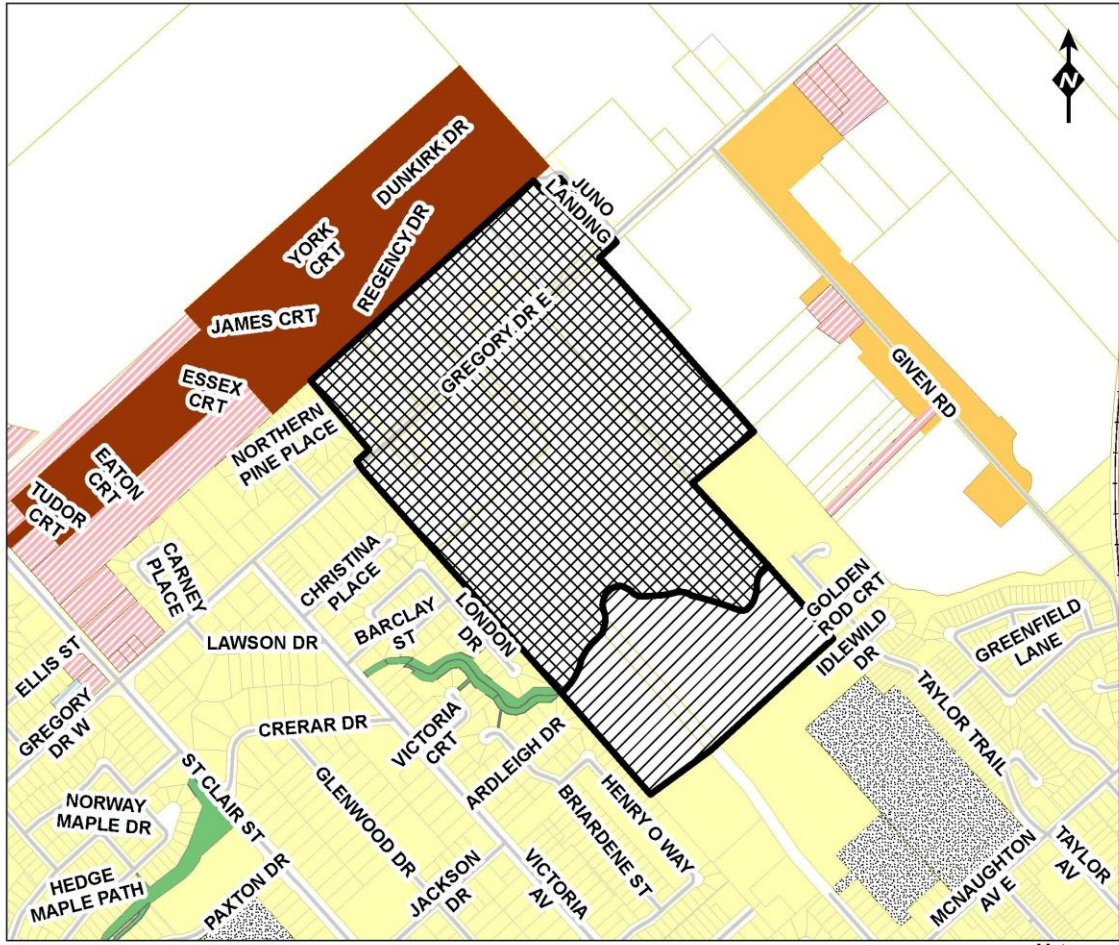 N
DUNKIRK DR
JUNO
LANDING
YORK
CRT
REGENCY DR
JAMES CRT
GREGORY DR E
ESSEX
CRT
GIVEN RD
NORTHERN
PINE PLACE
EATON
CRT
TUDOR
CRT
CARNEY
PLACE
CHRISTINA
PLACE
BARCLAY
ST
LONDON
DR
GOLDEN
ROD CRT
IDLEWILD
DR
GREENFIELD
LANE
LAWSON DR
ELLIS ST
GREGORY
DR W
TAYLOR TRAIL
CRERAR DR
VICTORIA
CRT
ARDLEIGH DR
ST CLAIR ST
GLENWOOD DR
HENRY O WAY
BRIARDENE ST
NORWAY
MAPLE DR
HEDGE
MAPLE PATH
PAXTON DR
JACKSON
DR
VICTORIA
AV
MCNAUGHTON
AV E
TAYLOR
AV